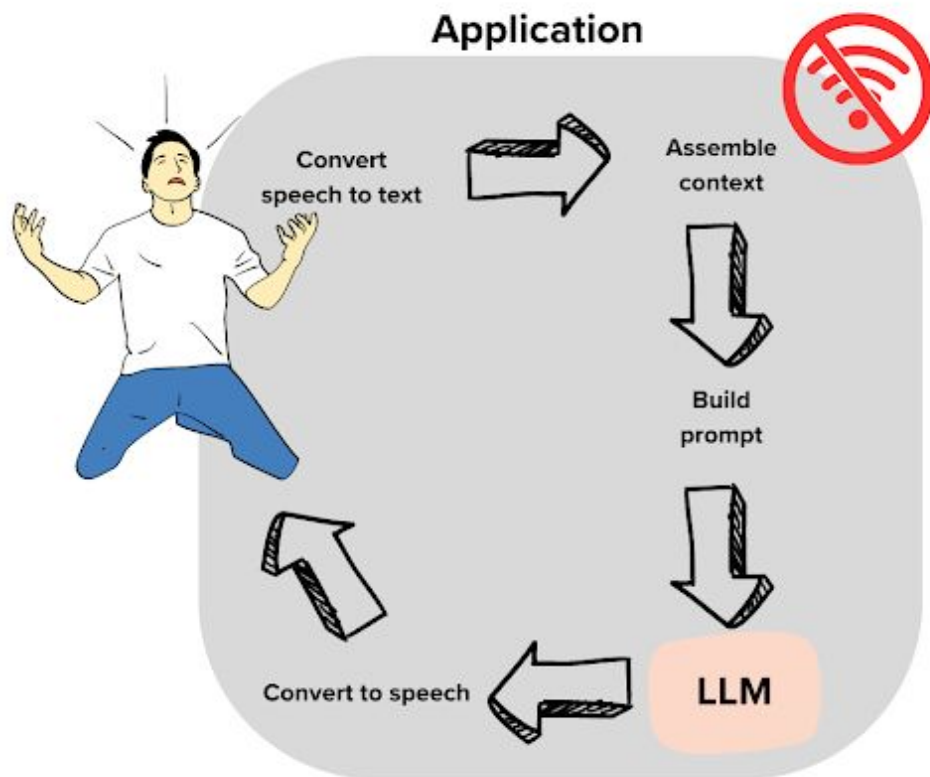 Application
Convert
speech to text
Assemble
context
Build
prompt
LLM
Convert to speech